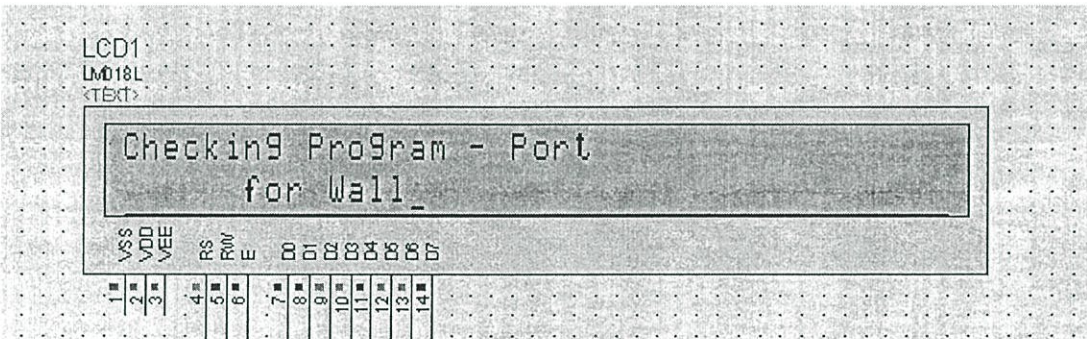 LCD1
LM018L
<TEXT>
Checking Program - Port
for Wall_
VSS
VDD
VEE
RS
RW
E
D0
D1
D2
D3
D4
D5
D6
D7
1
2
3
4
5
6
7
8
9
10
11
12
13
14